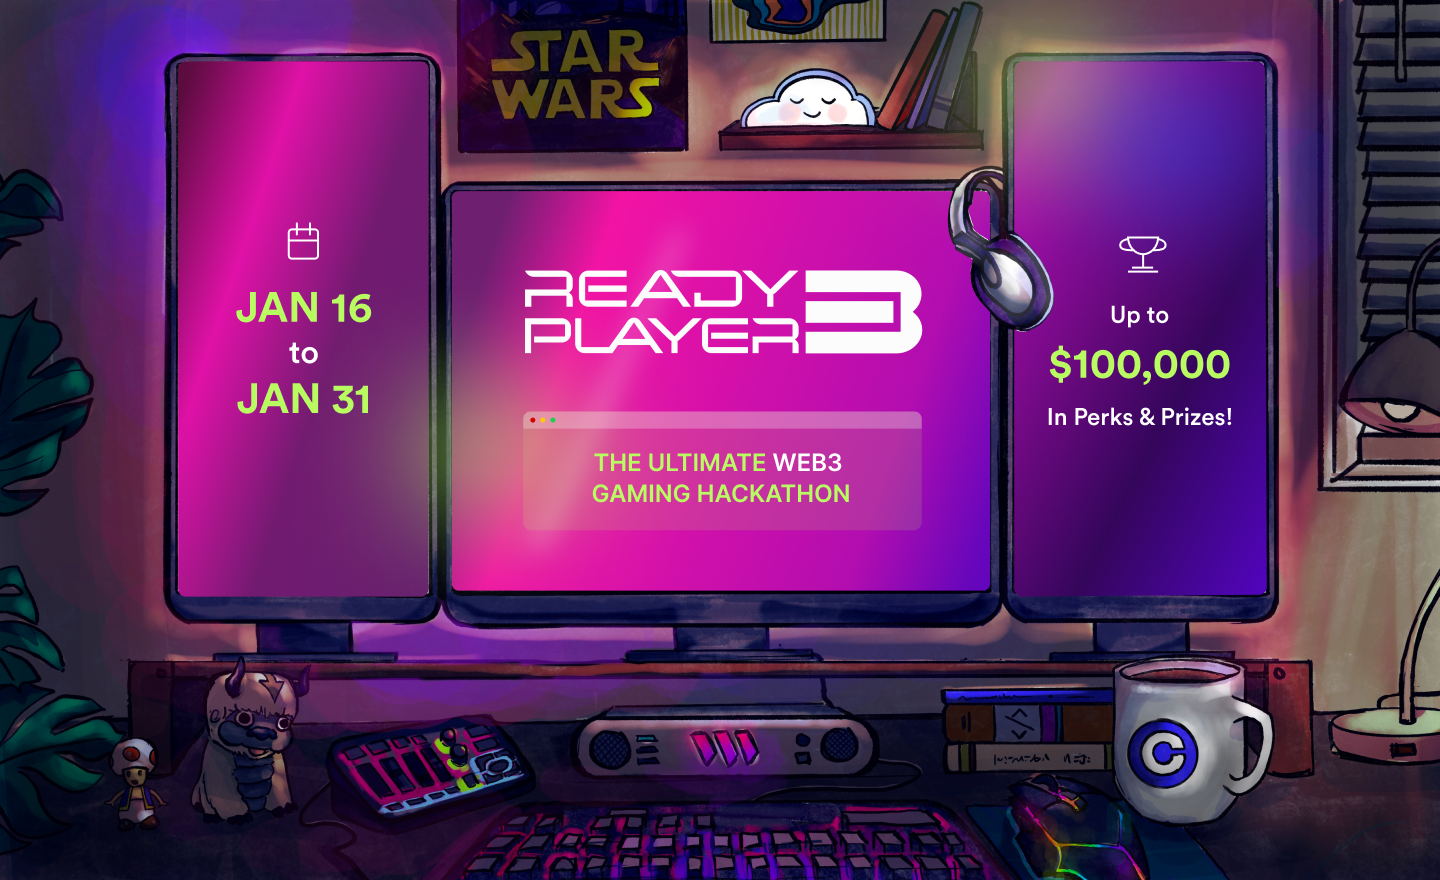 STAR
WARS
JAN 16
to
JAN 31
READY
PLAYER 3
THE ULTIMATE WEB3
GAMING HACKATHON
Up to
$100,000
In Perks & Prizes!